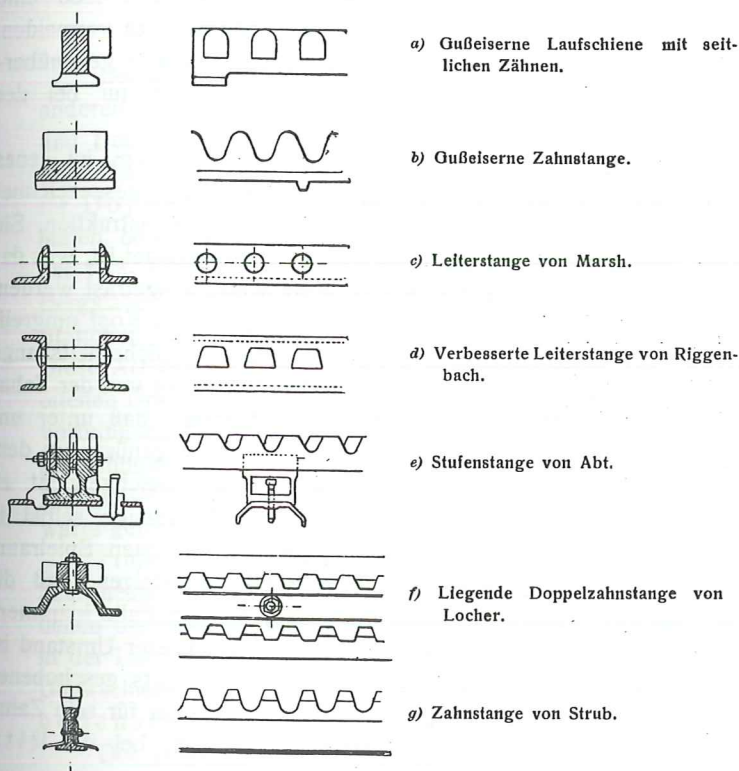 a) Gußeiserne Laufschiene mit seit-
lichen Zähnen.
b) Gußeiserne Zahnstange.
c) Leiterstange von Marsh.
d) Verbesserte Leiterstange von Riggen-
bach.
e) Stufenstange von Abt.
f) Liegende Doppelzahnstange von
Locher.
g) Zahnstange von Strub.